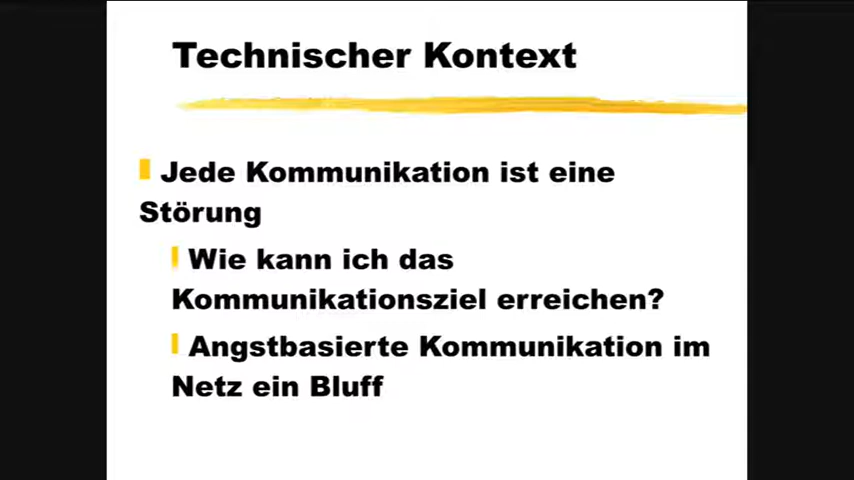 Technischer Kontext
Jede Kommunikation ist eine
Störung
Wie kann ich das
Kommunikationsziel erreichen?
Angstbasierte Kommunikation im
Netz ein Bluff